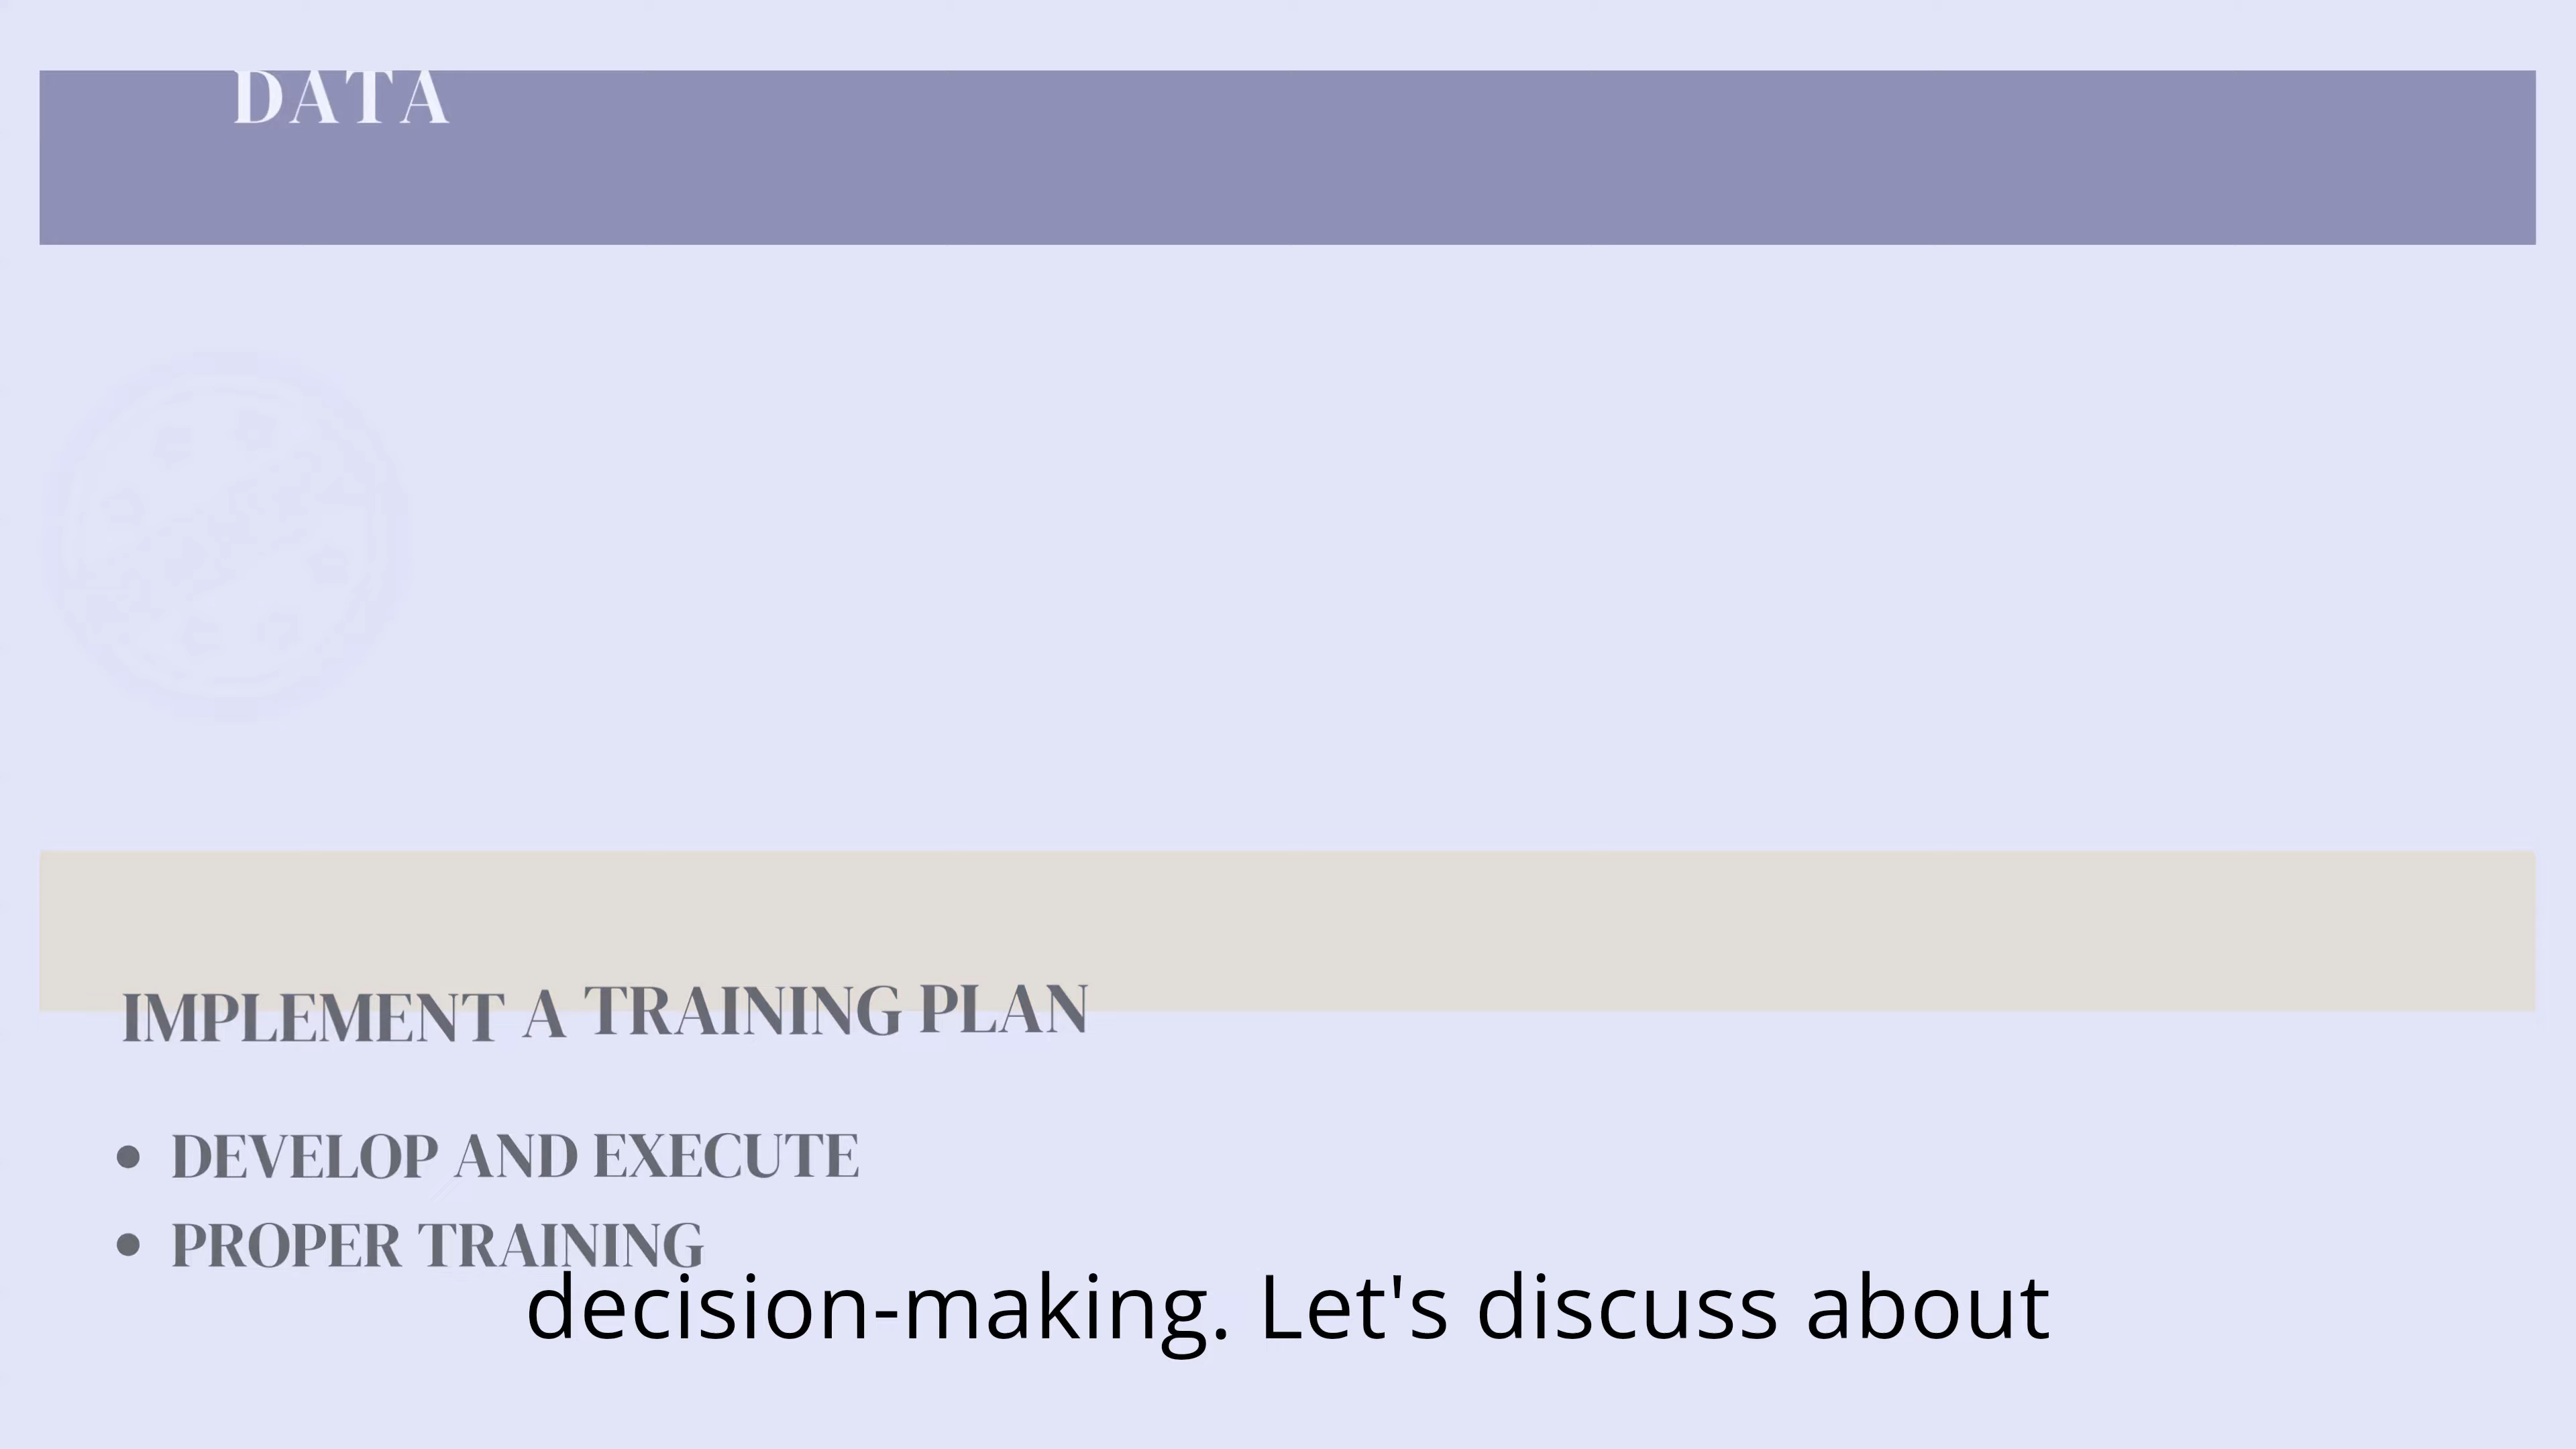 DATA
IMPLEMENT A TRAINING PLAN
DEVELOP AND EXECUTE
PROPER TRAINING
decision-making. Let's discuss about